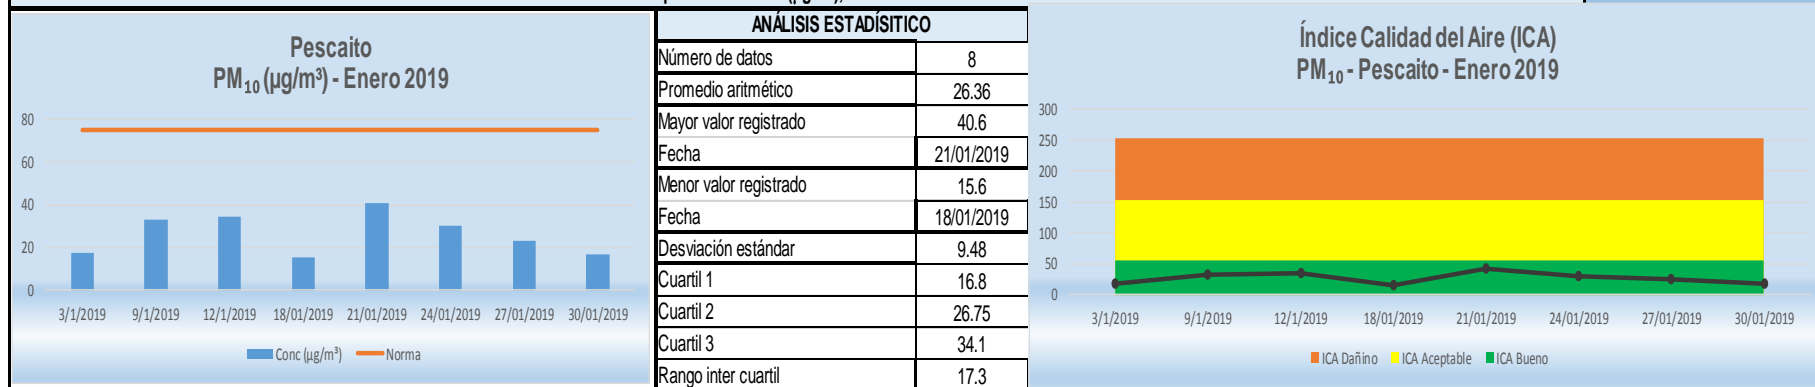 Pescaito
PM₁₀ (µg/m³) - Enero 2019
80
60
40
20
0
3/1/2019 9/1/2019 12/1/2019 18/01/2019 21/01/2019 24/01/2019 27/01/2019 30/01/2019
Conc (µg/m³) Norma
ANÁLISIS ESTADÍSITICO
Número de datos 8
Promedio aritmético 26.36
Mayor valor registrado 40.6
Fecha 21/01/2019
Menor valor registrado 15.6
Fecha 18/01/2019
Desviación estándar 9.48
Cuartil 1 16.8
Cuartil 2 26.75
Cuartil 3 34.1
Rango inter cuartil 17.3
Índice Calidad del Aire (ICA)
PM₁₀ - Pescaito - Enero 2019
300
250
200
150
100
50
0
3/1/2019 9/1/2019 12/1/2019 18/01/2019 21/01/2019 24/01/2019 27/01/2019 30/01/2019
ICA Dañino ICA Aceptable ICA Bueno